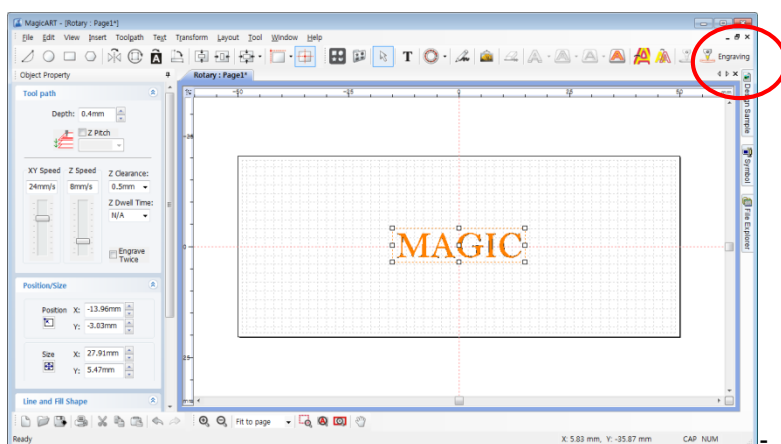 MagicART - [Rotary : Page1*]
File Edit View Insert Toolpath Text Transform Layout Tool Window Help
T A A A A A A Engraving
Object Property
Rotary : Page1*
Tool path
Depth: 0.4mm
Z Pitch
XY Speed Z Speed Z Clearance:
24mm/s 8mm/s 0.5mm
Z Dwell Time:
N/A
Engrave
Twice
Position/Size
Position X: -13.96mm
Y: -3.03mm
Size X: 27.91mm
Y: 5.47mm
Line and Fill Shape
MAGIC
Design Sample
Symbol
File Explorer
Fit to page
Ready X: 5.83 mm, Y: -35.87 mm CAP NUM